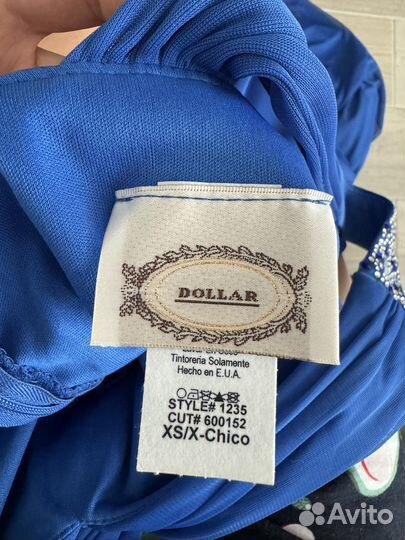 DOLLAR
Tintoreria Solamente
Hecho en E.U.A.
STYLE# 1235
CUT# 600152
XS/X-Chico
Avito